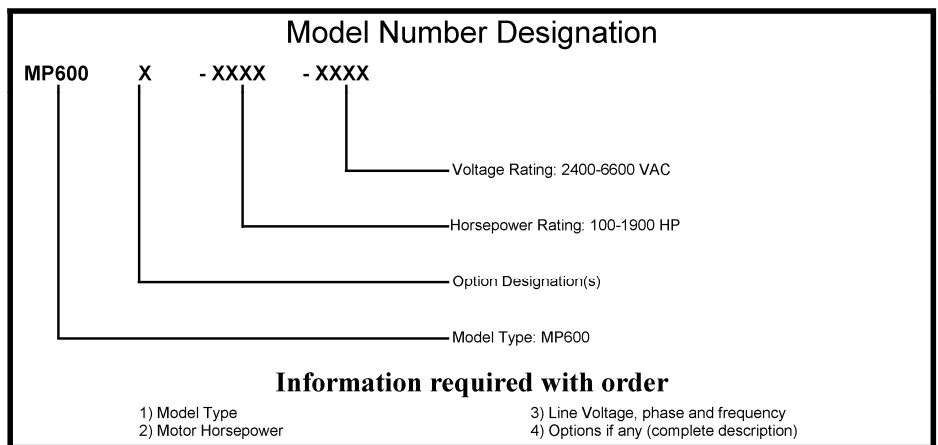 Model Number Designation
MP600 X - XXXX - XXXX
Voltage Rating: 2400-6600 VAC
Horsepower Rating: 100-1900 HP
Option Designation(s)
Model Type: MP600
Information required with order
1) Model Type
2) Motor Horsepower
3) Line Voltage, phase and frequency
4) Options if any (complete description)